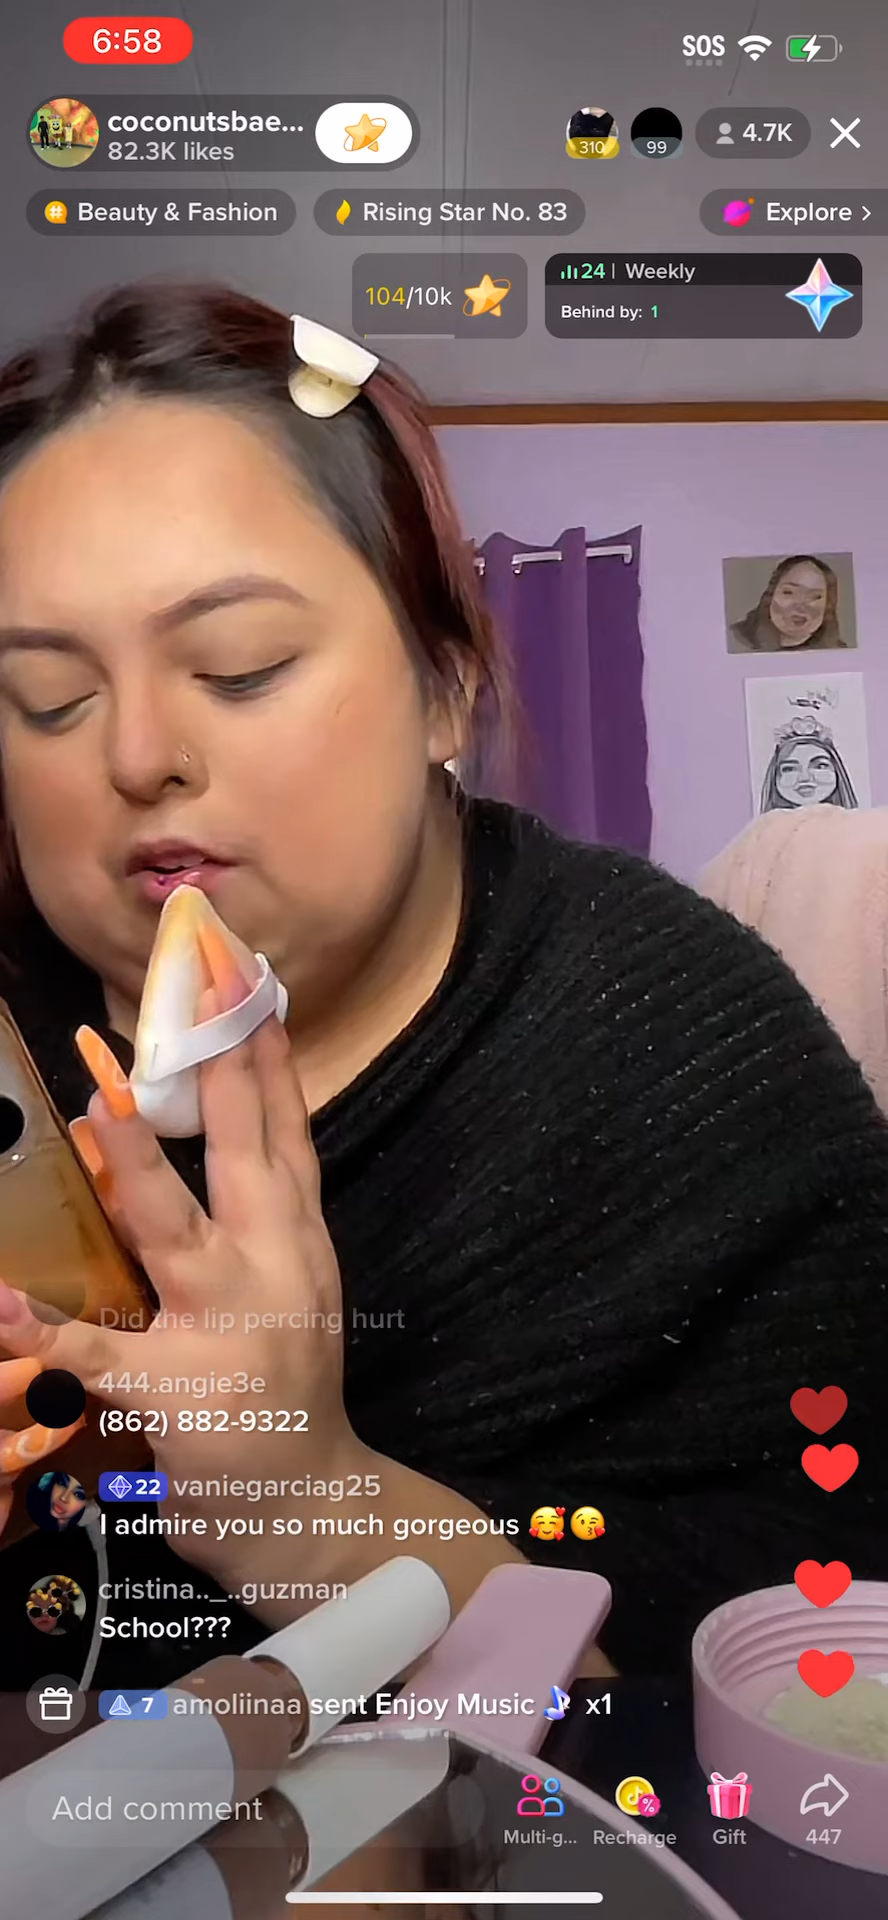 6:58
SOS
coconutsbae...
82.3K likes
310
99
4.7K
Beauty & Fashion
Rising Star No. 83
Explore >
104/10k
24 | Weekly
Behind by: 1
Did the lip percing hurt
444.angie3e
(862) 882-9322
22 vaniegarciag25
I admire you so much gorgeous 🥰😘
cristina.._..guzman
School???
7 amoliinaa sent Enjoy Music x1
Add comment
Multi-g...
Recharge
Gift
447